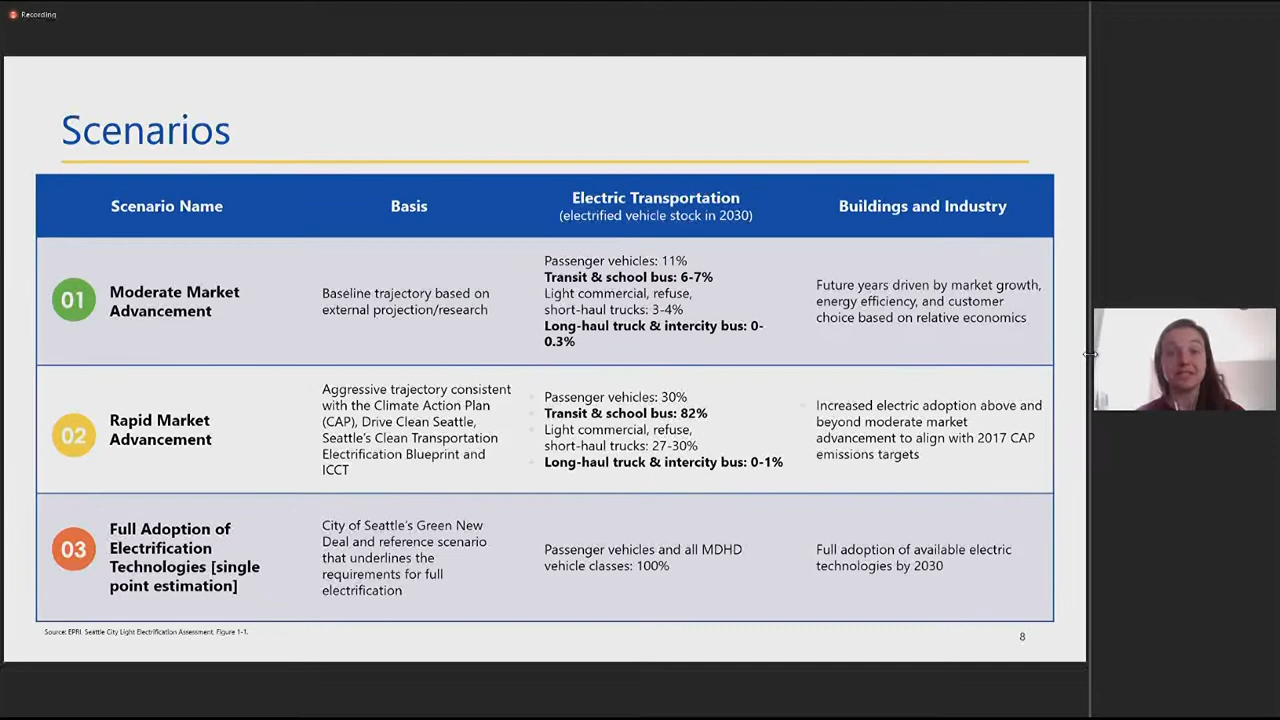 Recording
Scenarios
Scenario Name
Basis
Electric Transportation
(electrified vehicle stock in 2030)
Buildings and Industry
01
Moderate Market
Advancement
Baseline trajectory based on
external projection/research
Passenger vehicles: 11%
Transit & school bus: 6-7%
Light commercial, refuse,
short-haul trucks: 3-4%
Long-haul truck & intercity bus: 0-
0.3%
Future years driven by market growth,
energy efficiency, and customer
choice based on relative economics
02
Rapid Market
Advancement
Aggressive trajectory consistent
with the Climate Action Plan
(CAP), Drive Clean Seattle,
Seattle's Clean Transportation
Electrification Blueprint and
ICCT
Passenger vehicles: 30%
Transit & school bus: 82%
Light commercial, refuse,
short-haul trucks: 27-30%
Long-haul truck & intercity bus: 0-1%
Increased electric adoption above and
beyond moderate market
advancement to align with 2017 CAP
emissions targets
03
Full Adoption of
Electrification
Technologies [single
point estimation]
City of Seattle's Green New
Deal and reference scenario
that underlines the
requirements for full
electrification
Passenger vehicles and all MDHD
vehicle classes: 100%
Full adoption of available electric
technologies by 2030
Source: EPRI. Seattle City Light Electrification Assessment. Figure 1-1.
8